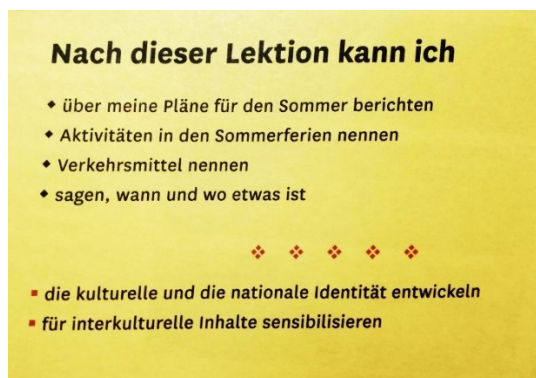 Nach dieser Lektion kann ich
über meine Pläne für den Sommer berichten
Aktivitäten in den Sommerferien nennen
Verkehrsmittel nennen
sagen, wann und wo etwas ist
die kulturelle und die nationale Identität entwickeln
für interkulturelle Inhalte sensibilisieren